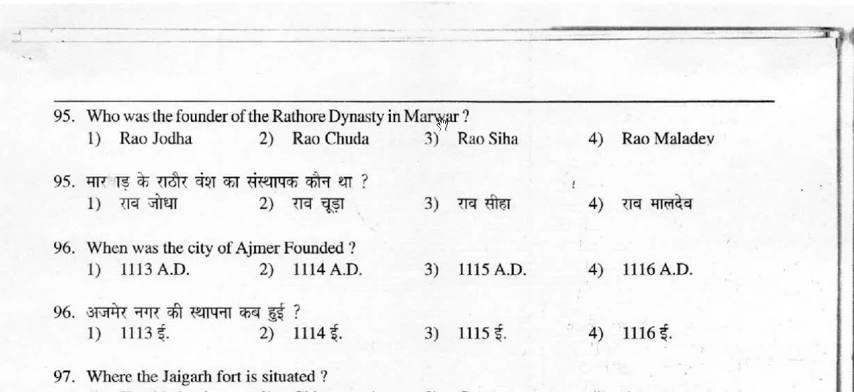 95. Who was the founder of the Rathore Dynasty in Marwar ?
1) Rao Jodha 2) Rao Chuda 3) Rao Siha 4) Rao Maladev
95. के राठौर वंश का संस्थापक कौन था ?
1) राव जोधा 2) राव चूड़ा 3) राव सीहा 4) राव मालदेव
96. When was the city of Ajmer Founded ?
1) 1113 A.D. 2) 1114 A.D. 3) 1115 A.D. 4) 1116 A.D.
96. अजमेर नगर की स्थापना कब हुई ?
1) 1113 ई. 2) 1114 ई. 3) 1115 ई. 4) 1116 ई.
97. Where the Jaigarh fort is situated ?